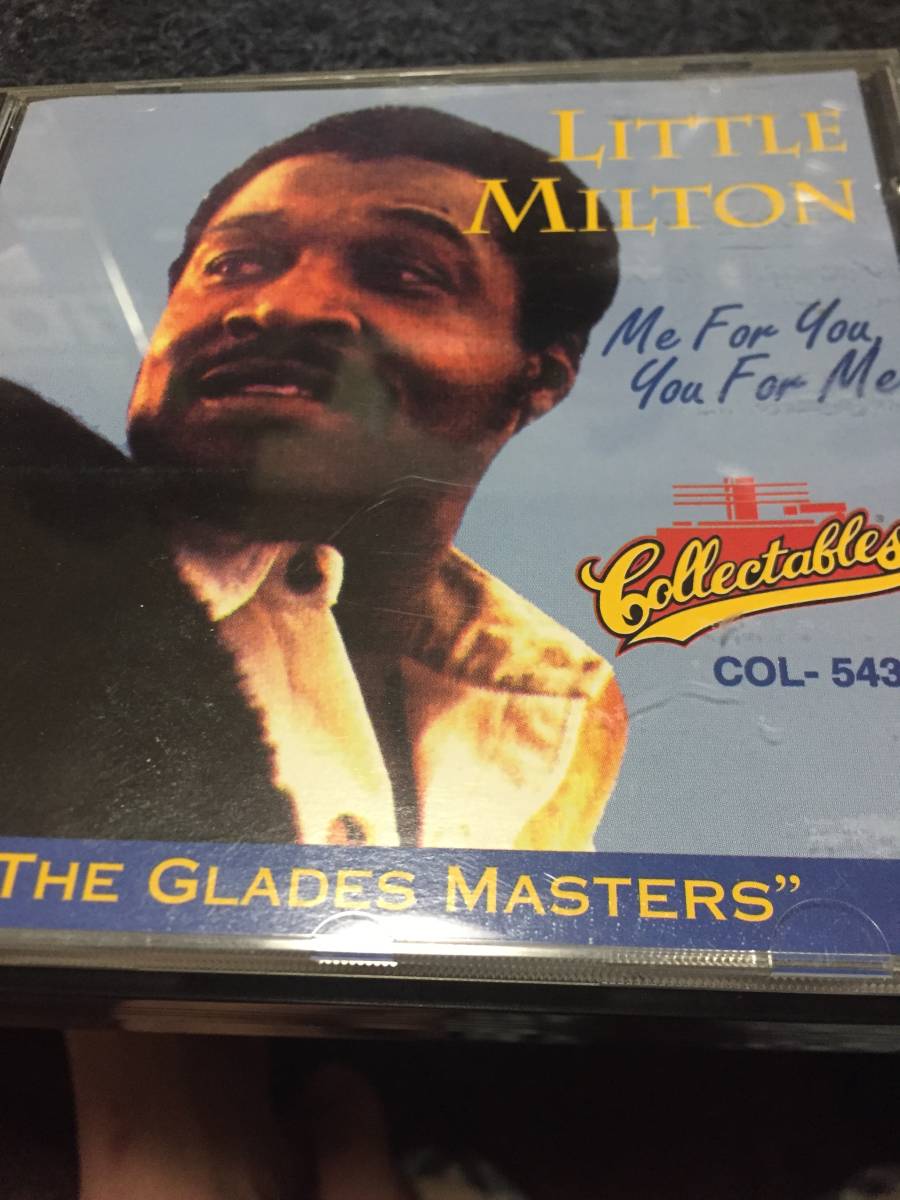 LITTLE
MILTON
Me For You,
You For Me
Collectables
COL- 543
THE GLADES MASTERS”